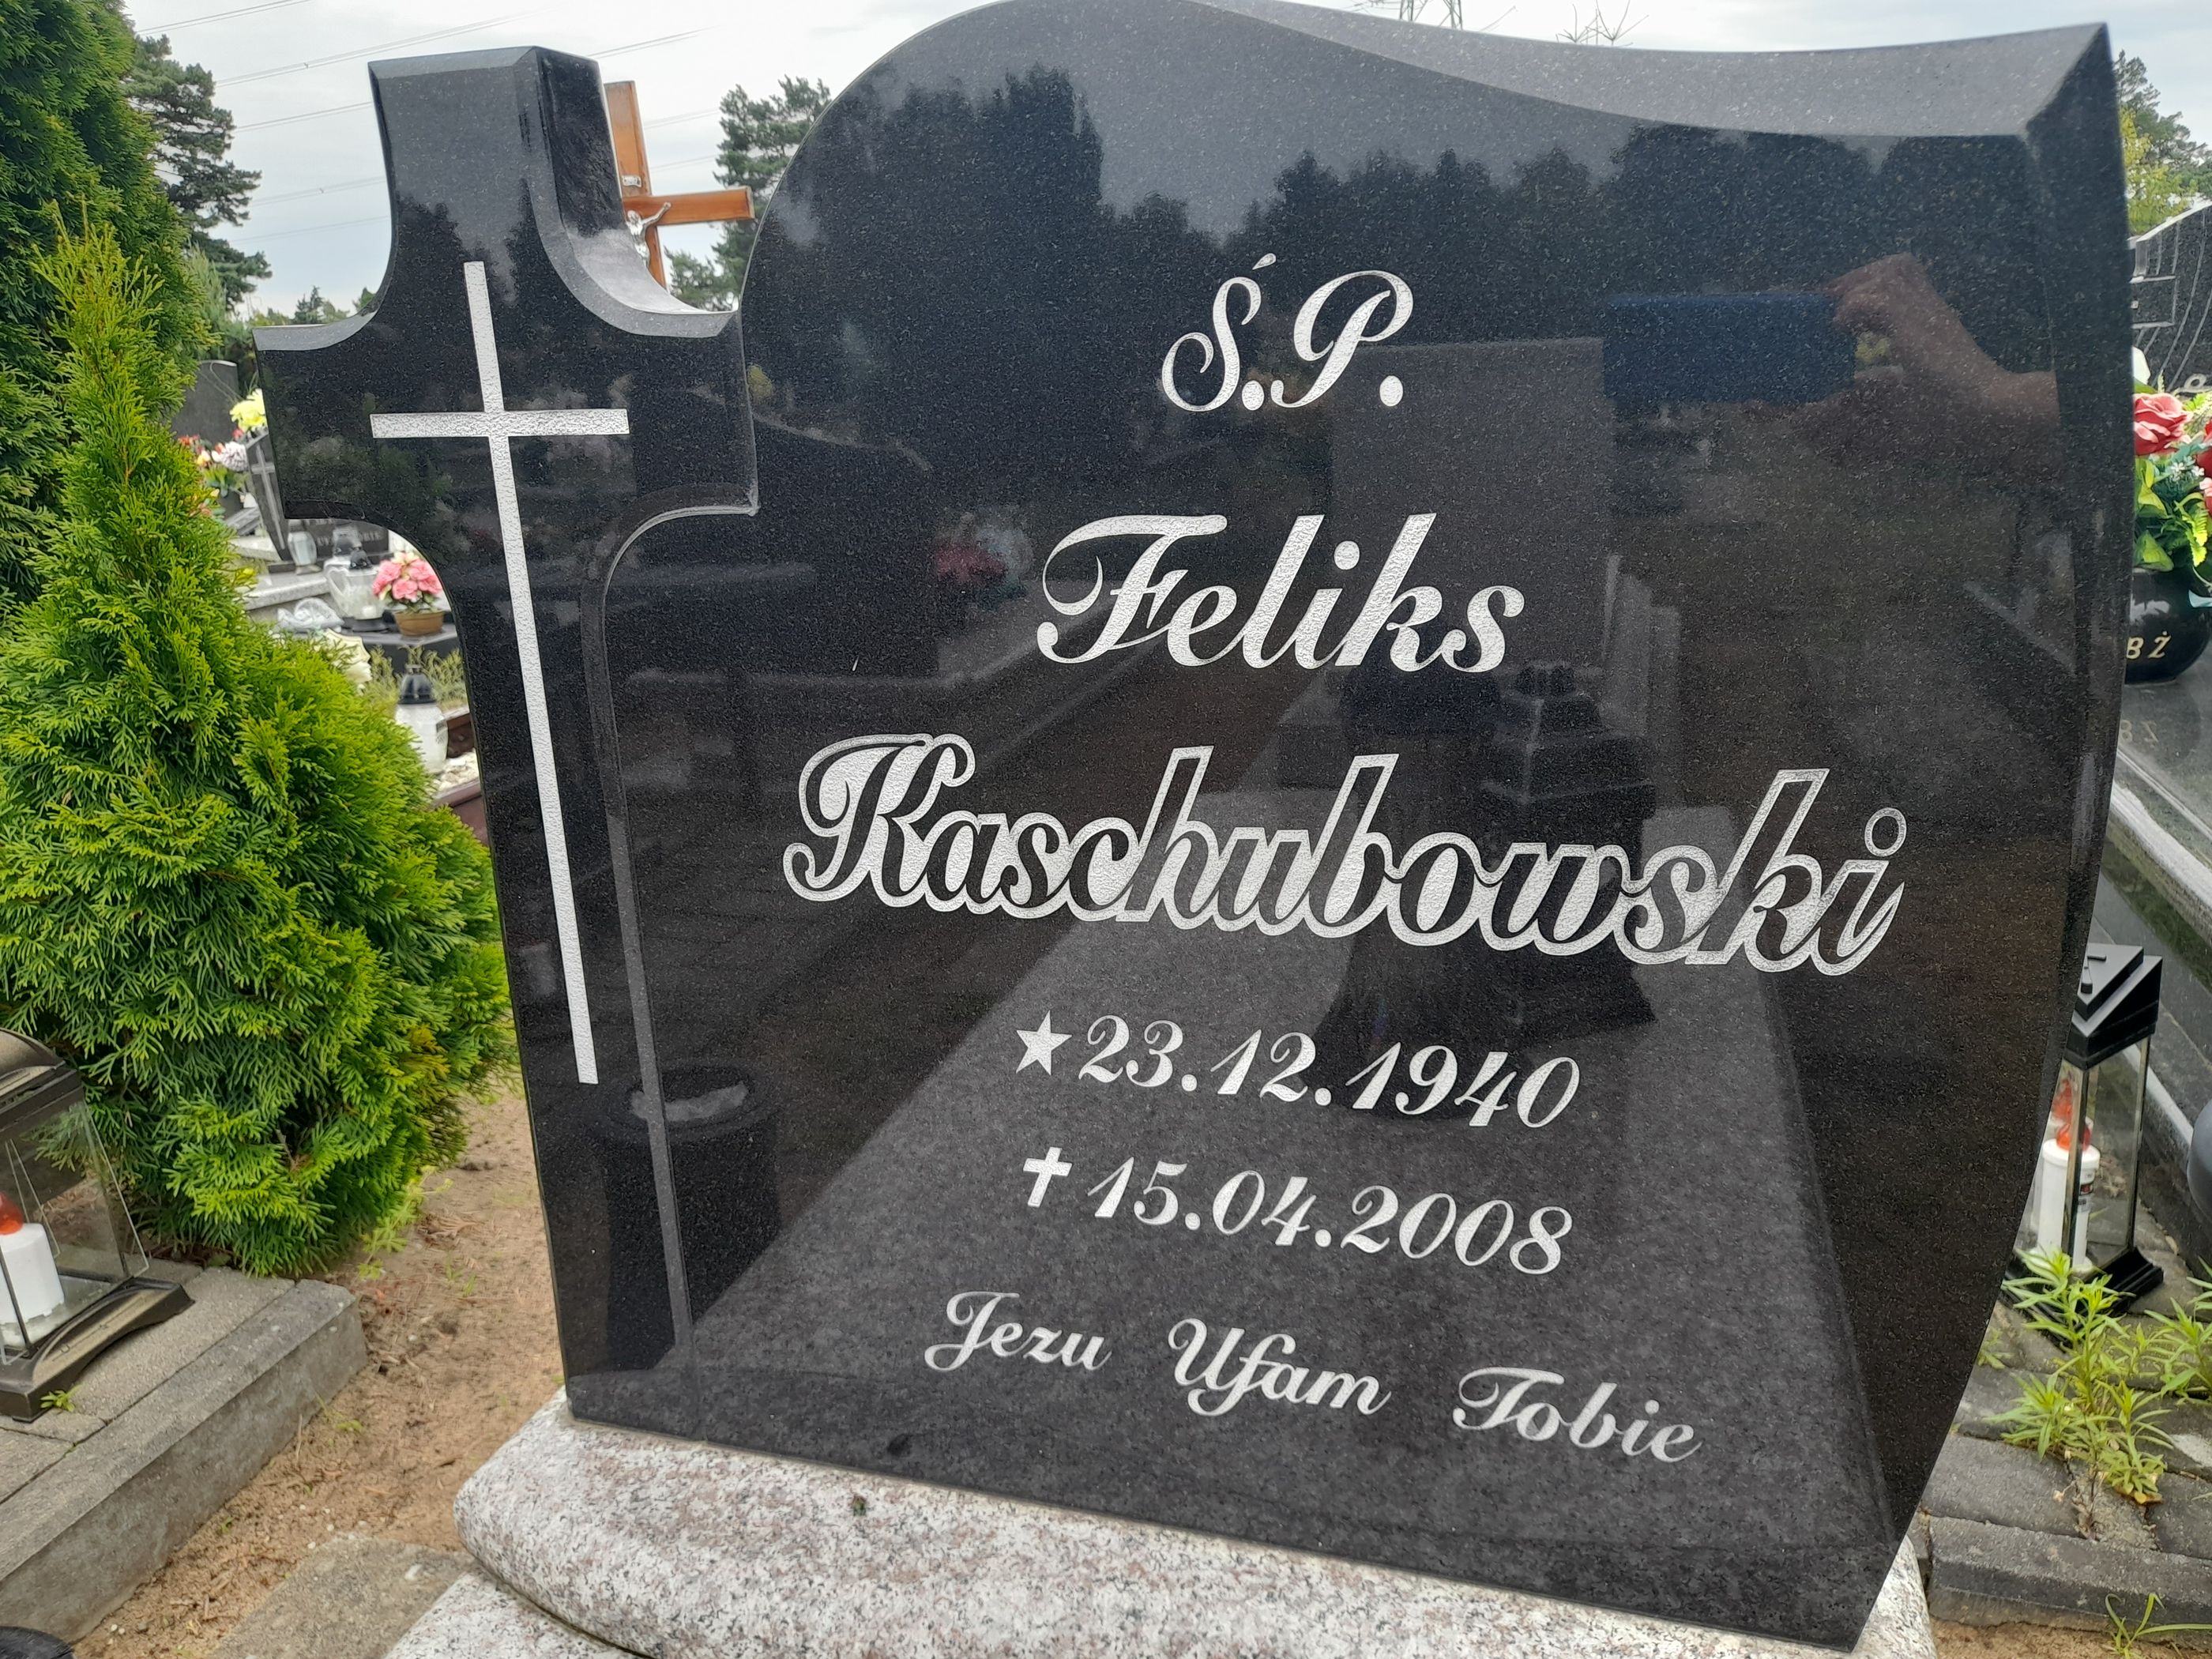 Ś.P.
Feliks
Kaschubowski
★23.12.1940
✝15.04.2008
Jezu Ufam Tobie